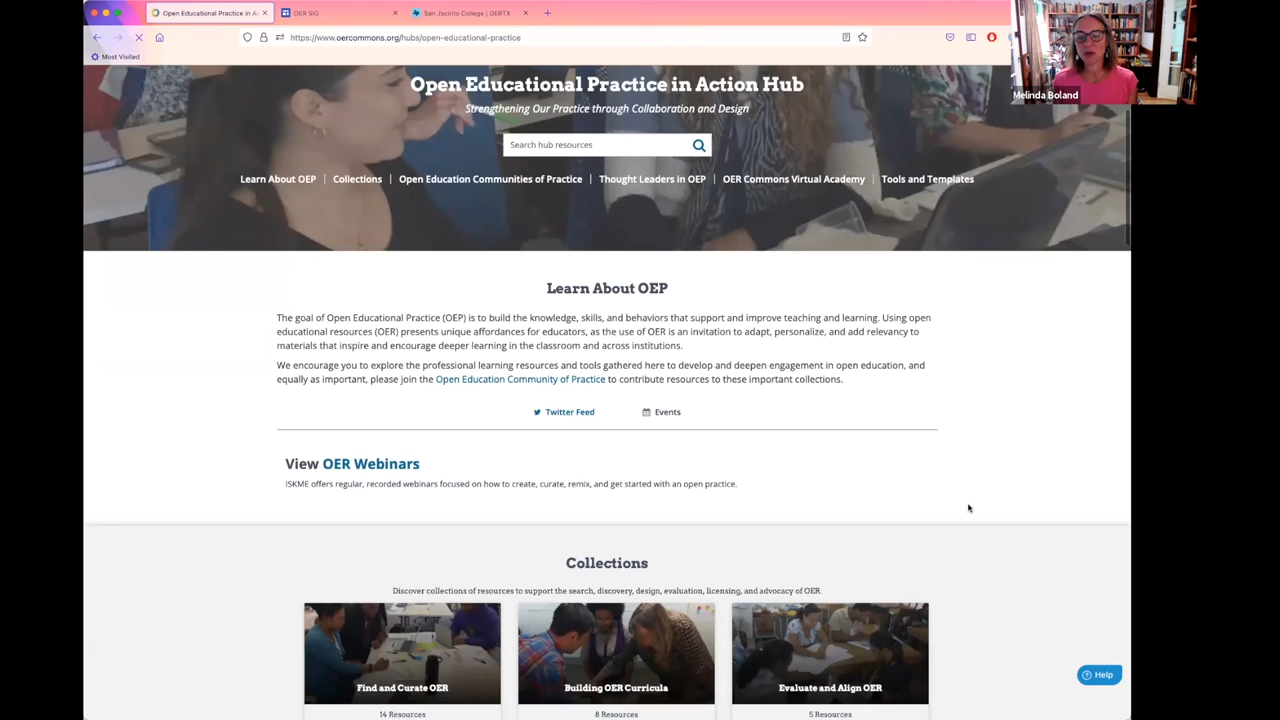 Open Educational Practice in A
OER SIG
San Jacinto College | OERTX
https://www.oercommons.org/hubs/open-educational-practice
Most Visited
Melinda Boland
Open Educational Practice in Action Hub
Strengthening Our Practice through Collaboration and Design
Search hub resources
Learn About OEP | Collections | Open Education Communities of Practice | Thought Leaders in OEP | OER Commons Virtual Academy | Tools and Templates
Learn About OEP
The goal of Open Educational Practice (OEP) is to build the knowledge, skills, and behaviors that support and improve teaching and learning. Using open
educational resources (OER) presents unique affordances for educators, as the use of OER is an invitation to adapt, personalize, and add relevancy to
materials that inspire and encourage deeper learning in the classroom and across institutions.
We encourage you to explore the professional learning resources and tools gathered here to develop and deepen engagement in open education, and
equally as important, please join the Open Education Community of Practice to contribute resources to these important collections.
Twitter Feed
Events
View OER Webinars
ISKME offers regular, recorded webinars focused on how to create, curate, remix, and get started with an open practice.
Collections
Discover collections of resources to support the search, discovery, design, evaluation, licensing, and advocacy of OER.
Find and Curate OER
Building OER Curricula
Evaluate and Align OER
14 Resources
8 Resources
5 Resources
Help